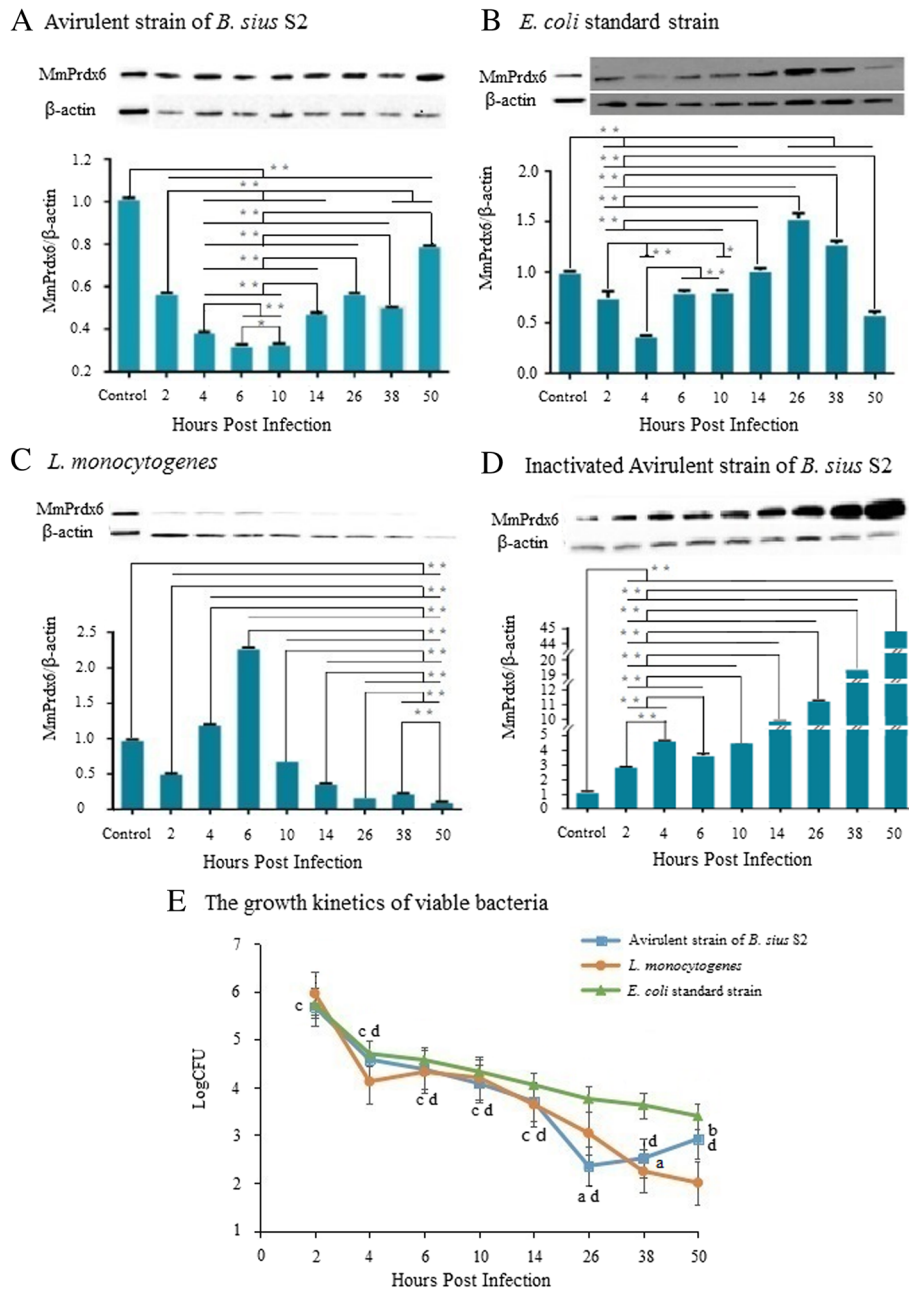 A Avirulent strain of B. sius S2
MmPrdx6
β-actin
MmPrdx6/β-actin
1.2
1.0
0.8
0.6
0.4
0.2
* *
* *
* *
* *
* *
* *
*
Control 2 4 6 10 14 26 38 50
Hours Post Infection
B E. coli standard strain
MmPrdx6
β-actin
MmPrdx6/β-actin
2.0
1.5
1.0
0.5
0.0
* *
* *
* *
* *
* *
* *
*
* *
Control 2 4 6 10 14 26 38 50
Hours Post Infection
C L. monocytogenes
MmPrdx6
β-actin
MmPrdx6/β-actin
2.5
2.0
1.5
1.0
0.5
0
* *
* *
* *
* *
* *
* *
* *
* *
Control 2 4 6 10 14 26 38 50
Hours Post Infection
D Inactivated Avirulent strain of B. sius S2
MmPrdx6
β-actin
MmPrdx6/β-actin
45
44
20
19
11
10
5
4
3
2
1
0
* *
* *
* *
* *
* *
* *
* *
* *
Control 2 4 6 10 14 26 38 50
Hours Post Infection
E The growth kinetics of viable bacteria
Avirulent strain of B. sius S2
L. monocytogenes
E. coli standard strain
LogCFU
7
6
5
4
3
2
1
c
c d
c d
c d
c d
a d
d
a
b
d
0 2 4 6 10 14 26 38 50
Hours Post Infection